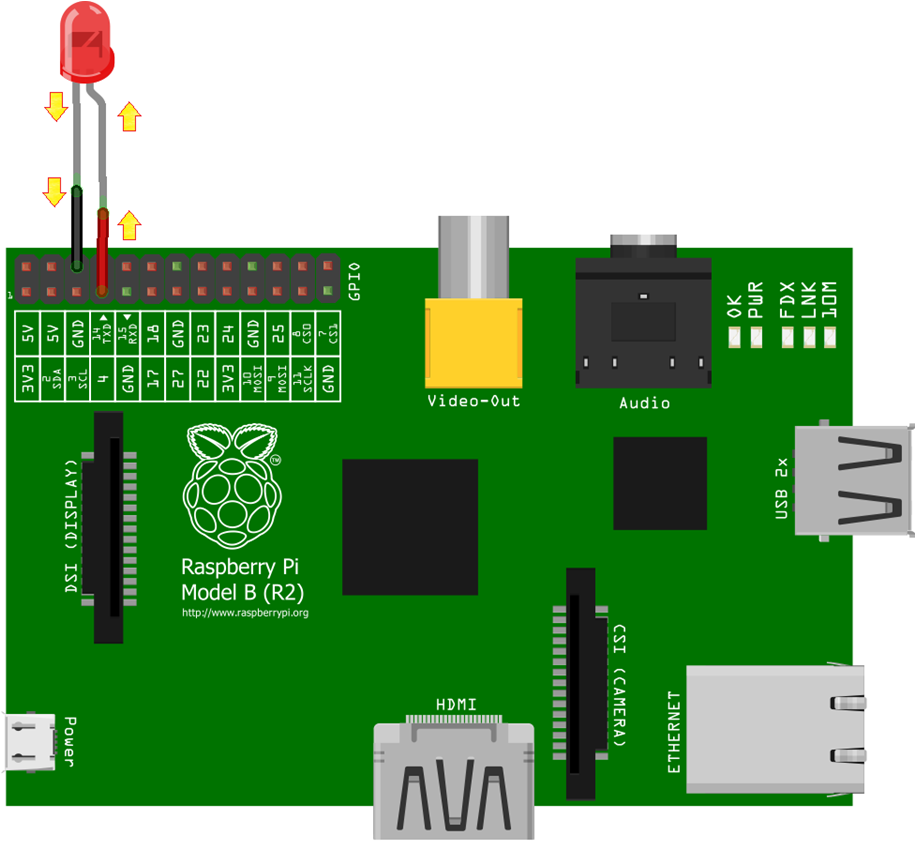 1
GPIO
5V 5V GND 14 TXD 15 RXD 18 GND 23 24 GND 25 8 CS0 7 CS1
3V3 2 SDA 3 SCL 4 GND 17 27 22 3V3 10 MOSI 9 MOSI 11 SCLK GND
OK PWR FDX LNK 10M
Video-Out
Audio
DSI (DISPLAY)
TM
Raspberry Pi
Model B (R2)
http://www.raspberrypi.org
USB 2x
CSI (CAMERA)
ETHERNET
HDMI
Power